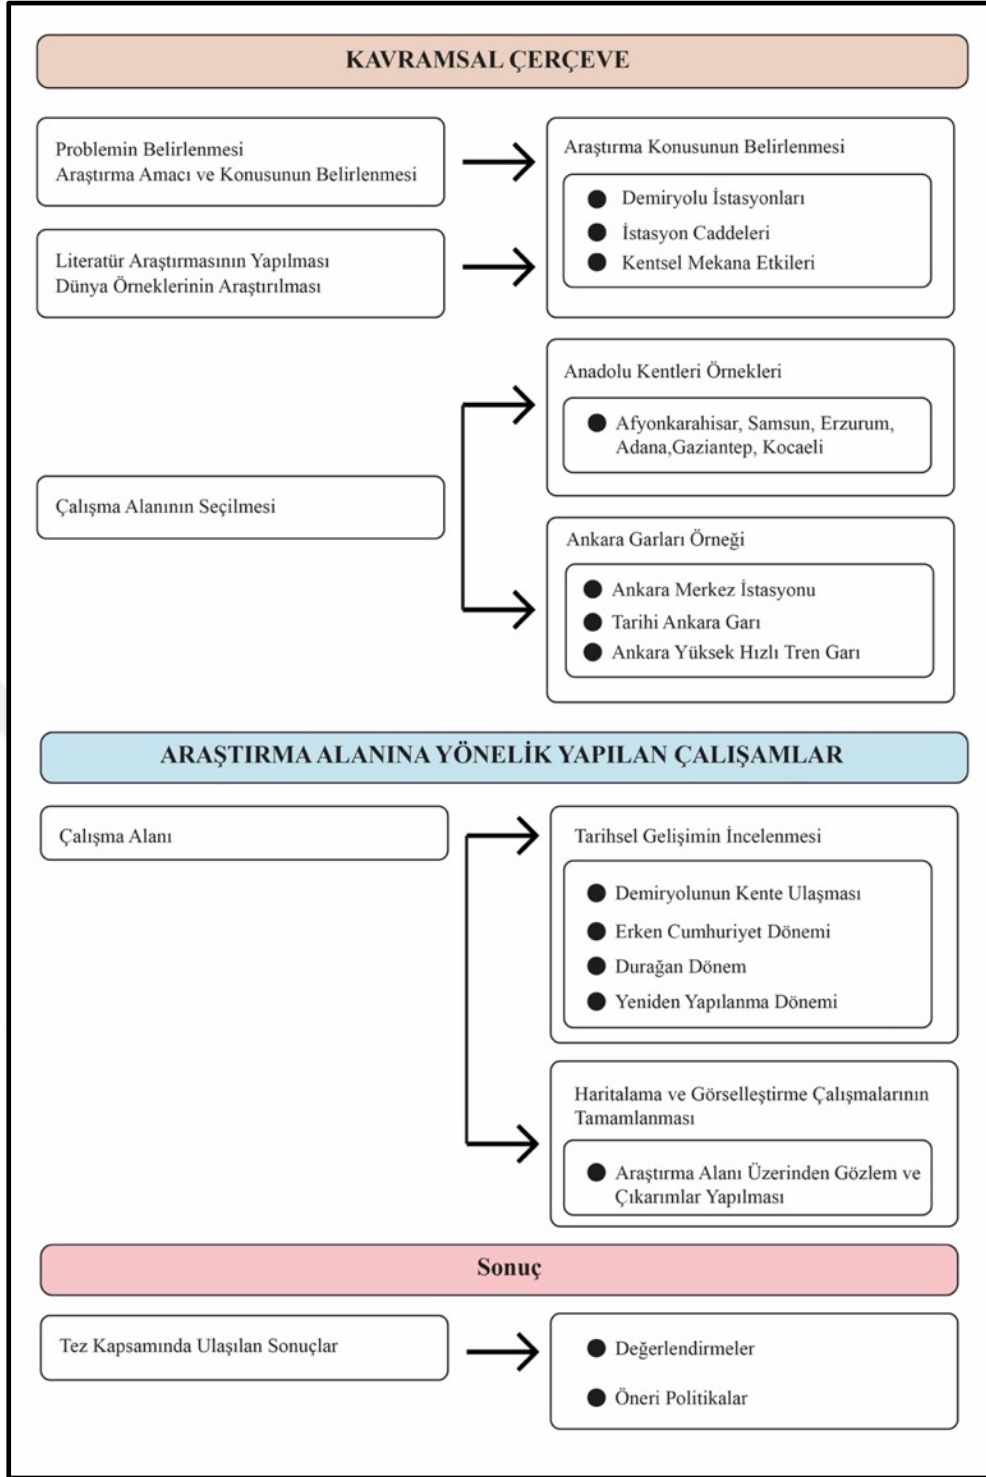 KAVRAMSAL ÇERÇEVE
Problemin Belirlenmesi
Araştırma Amacı ve Konusunun Belirlenmesi
Literatür Araştırmasının Yapılması
Dünya Örneklerinin Araştırılması
Araştırma Konusunun Belirlenmesi
Demiryolu İstasyonları
İstasyon Caddeleri
Kentsel Mekana Etkileri
Çalışma Alanının Seçilmesi
Anadolu Kentleri Örnekleri
Afyonkarahisar, Samsun, Erzurum,
Adana,Gaziantep, Kocaeli
Ankara Garları Örneği
Ankara Merkez İstasyonu
Tarihi Ankara Garı
Ankara Yüksek Hızlı Tren Garı
ARAŞTIRMA ALANINA YÖNELİK YAPILAN ÇALIŞAMLAR
Çalışma Alanı
Tarihsel Gelişimin İncelenmesi
Demiryolunun Kente Ulaşması
Erken Cumhuriyet Dönemi
Durağan Dönem
Yeniden Yapılanma Dönemi
Haritalama ve Görselleştirme Çalışmalarının
Tamamlanması
Araştırma Alanı Üzerinden Gözlem ve
Çıkarımlar Yapılması
Sonuç
Tez Kapsamında Ulaşılan Sonuçlar
Değerlendirmeler
Öneri Politikalar